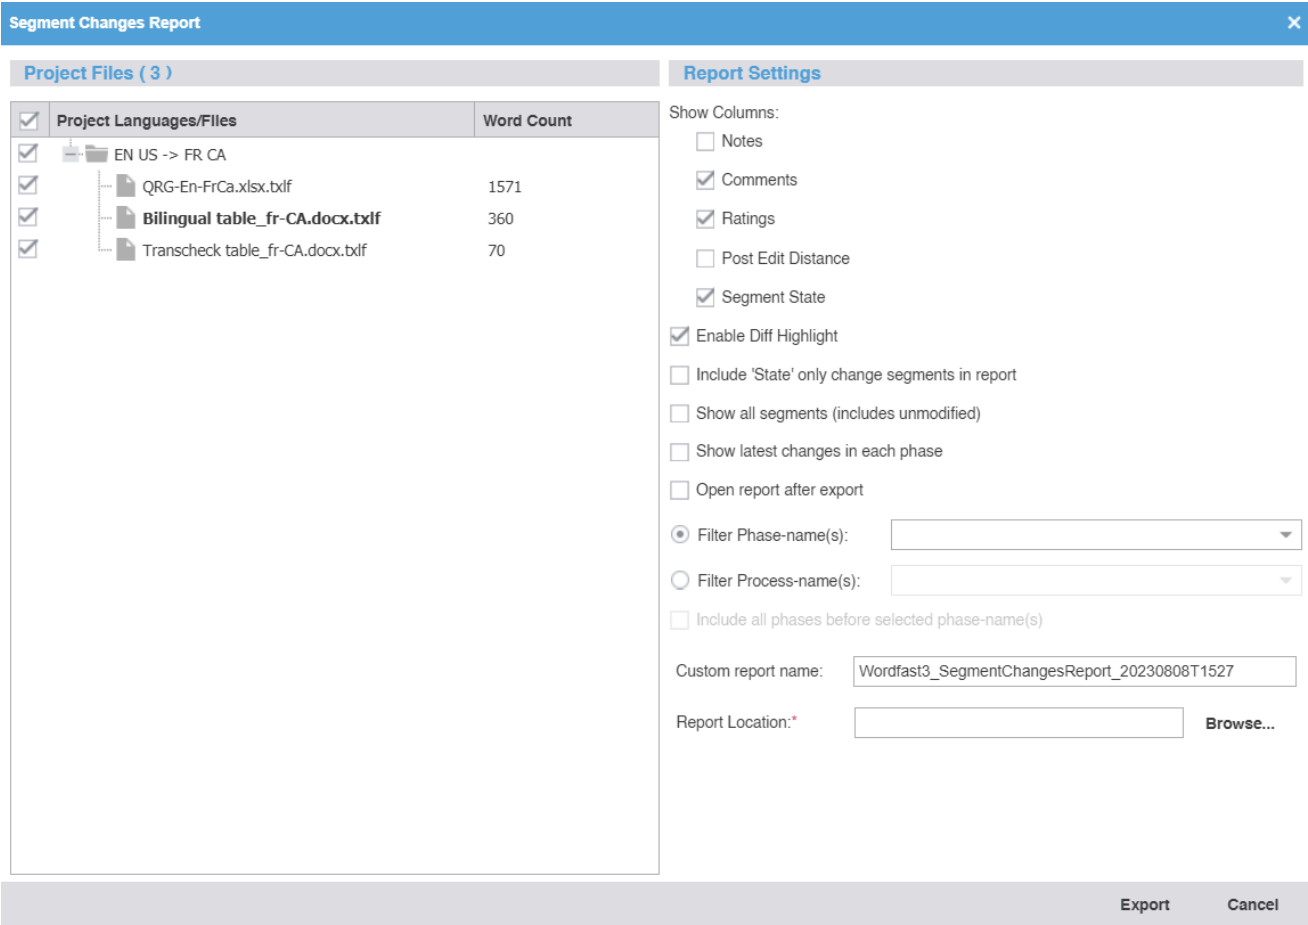 Segment Changes Report
Project Files ( 3 )
Project Languages/Files Word Count
EN US -> FR CA
QRG-En-FrCa.xlsx.txlf 1571
Bilingual table_fr-CA.docx.txlf 360
Transcheck table_fr-CA.docx.txlf 70
Report Settings
Show Columns:
Notes
Comments
Ratings
Post Edit Distance
Segment State
Enable Diff Highlight
Include 'State' only change segments in report
Show all segments (includes unmodified)
Show latest changes in each phase
Open report after export
Filter Phase-name(s):
Filter Process-name(s):
Include all phases before selected phase-name(s)
Custom report name: Wordfast3_SegmentChangesReport_20230808T1527
Report Location:* Browse...
Export Cancel